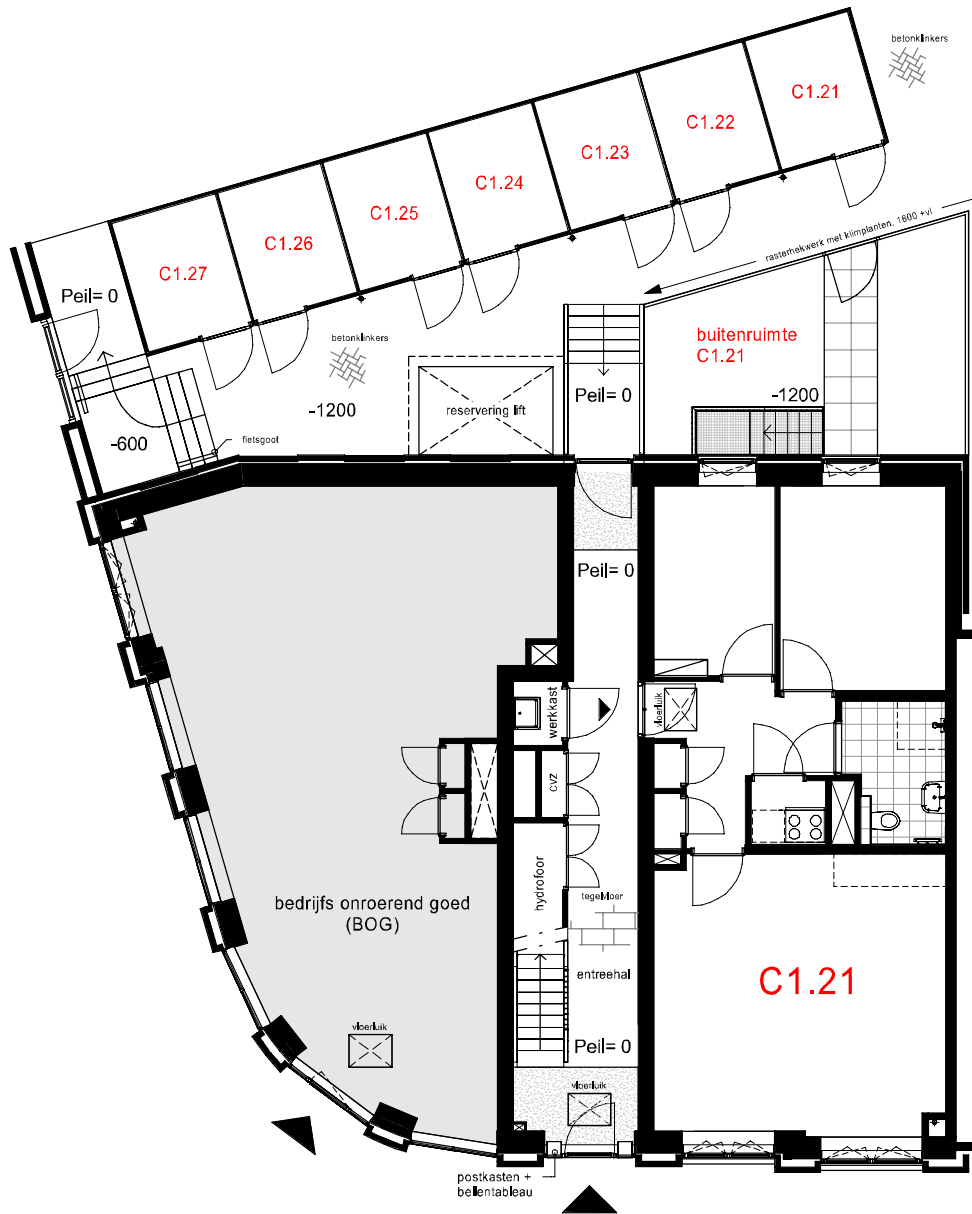 betonklinkers
C1.21
C1.22
C1.23
C1.24
C1.25
C1.26
C1.27
rasterhekwerk met klimplanten, 1600 +vl
Peil= 0
betonklinkers
buitenruimte
C1.21
-1200
reservering lift
Peil= 0
-1200
-600
fietsgoot
Peil= 0
werkkast
vloerluik
cvz
hydrofoor
tegelvloer
bedrijfs onroerend goed
(BOG)
entreehal
C1.21
vloerluik
Peil= 0
vloerluik
postkasten +
bellentableau